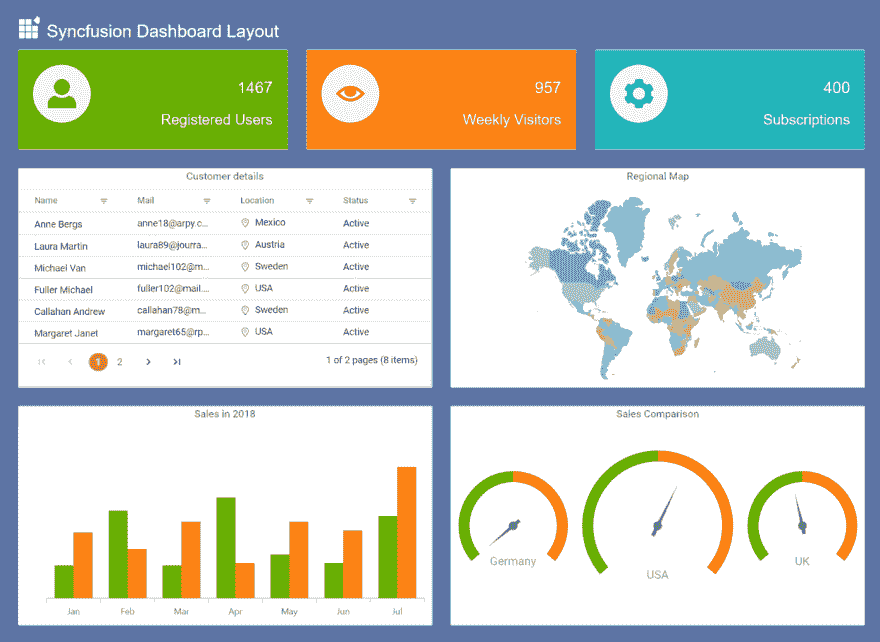 Syncfusion Dashboard Layout
1467
Registered Users
957
Weekly Visitors
400
Subscriptions
Customer details
Name Mail Location Status
Anne Bergs anne18@arpy.c... Mexico Active
Laura Martin laura89@jourra... Austria Active
Michael Van michael102@m... Sweden Active
Fuller Michael fuller102@mail.... USA Active
Callahan Andrew callahan78@m... Sweden Active
Margaret Janet margaret65@rp... USA Active
1 2 1 of 2 pages (8 items)
Regional Map
Sales in 2018
Jan Feb Mar Apr May Jun Jul
Sales Comparison
Germany
USA
UK